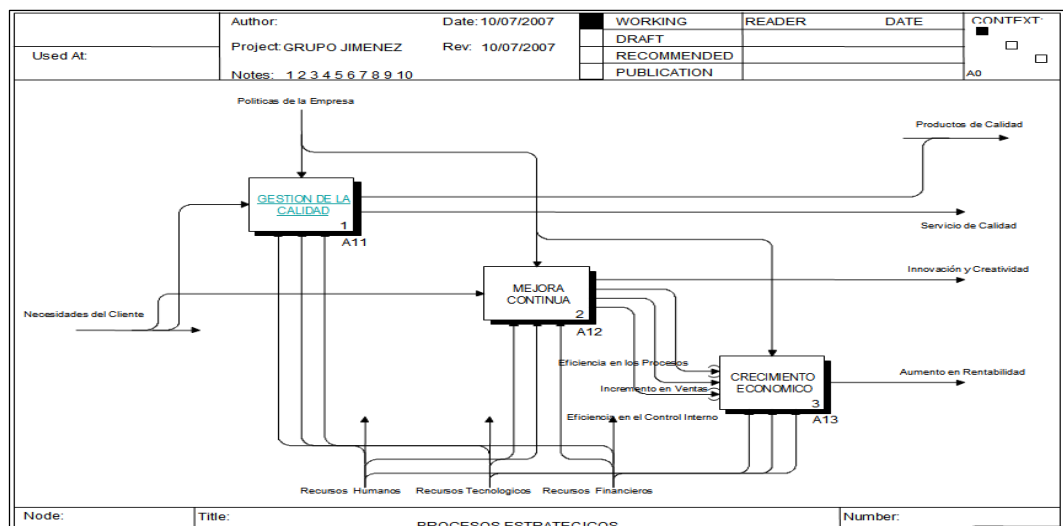 Used At:
Author:
Date: 10/07/2007
Project: GRUPO JIMENEZ
Rev: 10/07/2007
Notes: 1 2 3 4 5 6 7 8 9 10
WORKING
DRAFT
RECOMMENDED
PUBLICATION
READER
DATE
CONTEXT:
A0
Politicas de la Empresa
Productos de Calidad
GESTION DE LA
CALIDAD
1
A11
Servicio de Calidad
Innovación y Creatividad
MEJORA
CONTINUA
2
A12
Necesidades del Cliente
Eficiencia en los Procesos
Incremento en Ventas
Eficiencia en el Control Interno
CRECIMIENTO
ECONOMICO
3
A13
Aumento en Rentabilidad
Recursos Humanos
Recursos Tecnologicos
Recursos Financieros
Node:
Title:
PROCESOS ESTRATEGICOS
Number: